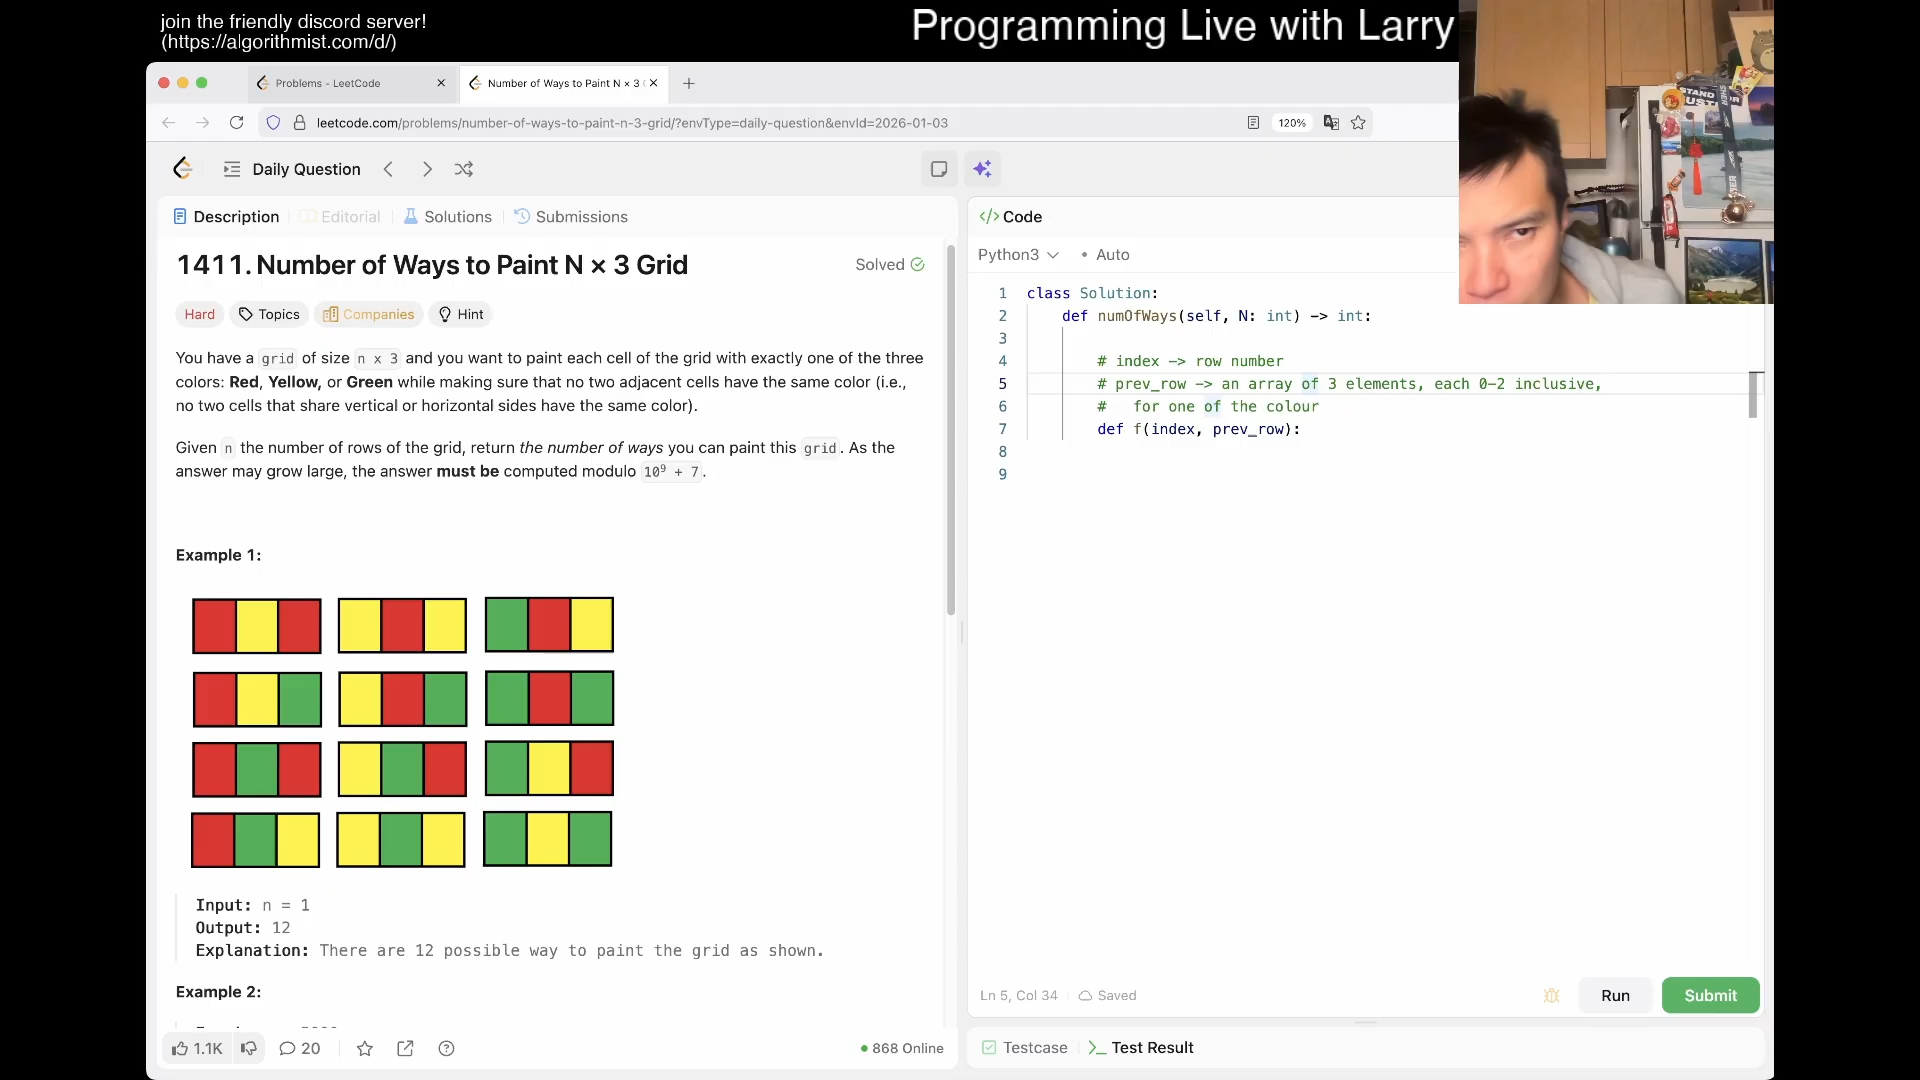 join the friendly discord server!
(https://algorithmist.com/d/)
Programming Live with Larry
Problems - LeetCode
Number of Ways to Paint N × 3
leetcode.com/problems/number-of-ways-to-paint-n-3-grid/?envType=daily-question&envId=2026-01-03
120%
Daily Question
Description
Editorial
Solutions
Submissions
1411. Number of Ways to Paint N × 3 Grid
Solved
Hard
Topics
Companies
Hint
You have a grid of size n x 3 and you want to paint each cell of the grid with exactly one of the three
colors: Red, Yellow, or Green while making sure that no two adjacent cells have the same color (i.e.,
no two cells that share vertical or horizontal sides have the same color).
Given n the number of rows of the grid, return the number of ways you can paint this grid. As the
answer may grow large, the answer must be computed modulo 10⁹ + 7.
Example 1:
Input: n = 1
Output: 12
Explanation: There are 12 possible way to paint the grid as shown.
Example 2:
1.1K
20
868 Online
</> Code
Python3
• Auto
1 class Solution:
2 def numOfWays(self, N: int) -> int:
3
4 # index -> row number
5 # prev_row -> an array of 3 elements, each 0-2 inclusive,
6 # for one of the colour
7 def f(index, prev_row):
8
9
Ln 5, Col 34
Saved
Run
Submit
Testcase
Test Result
STAND